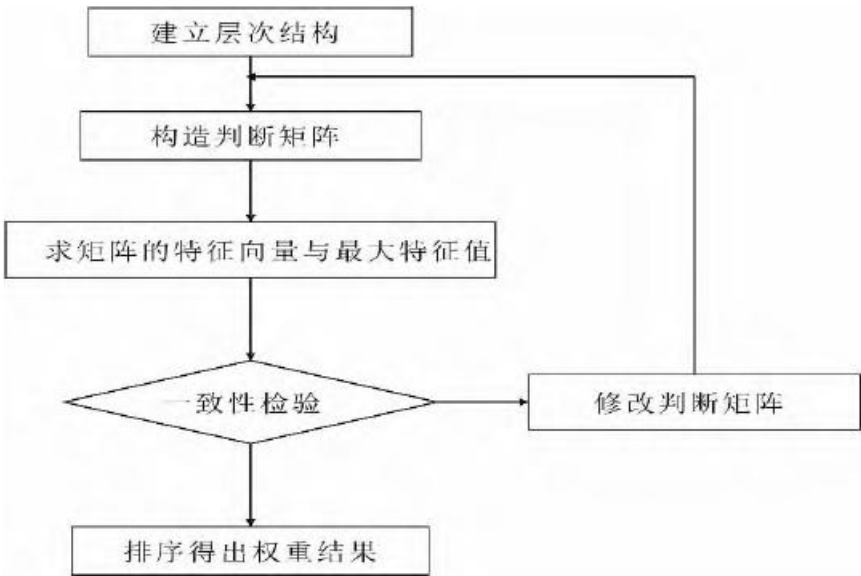 建立层次结构
构造判断矩阵
求矩阵的特征向量与最大特征值
一致性检验
修改判断矩阵
排序得出权重结果